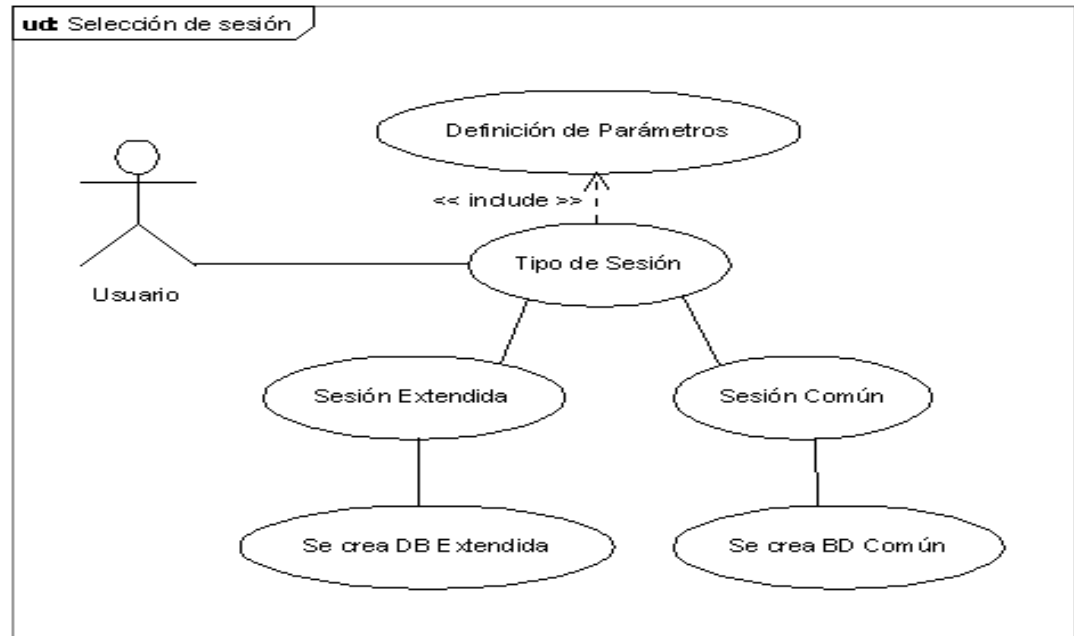 ud: Selección de sesión
Definición de Parámetros
<< include >>
Tipo de Sesión
Usuario
Sesión Extendida
Sesión Común
Se crea DB Extendida
Se crea BD Común